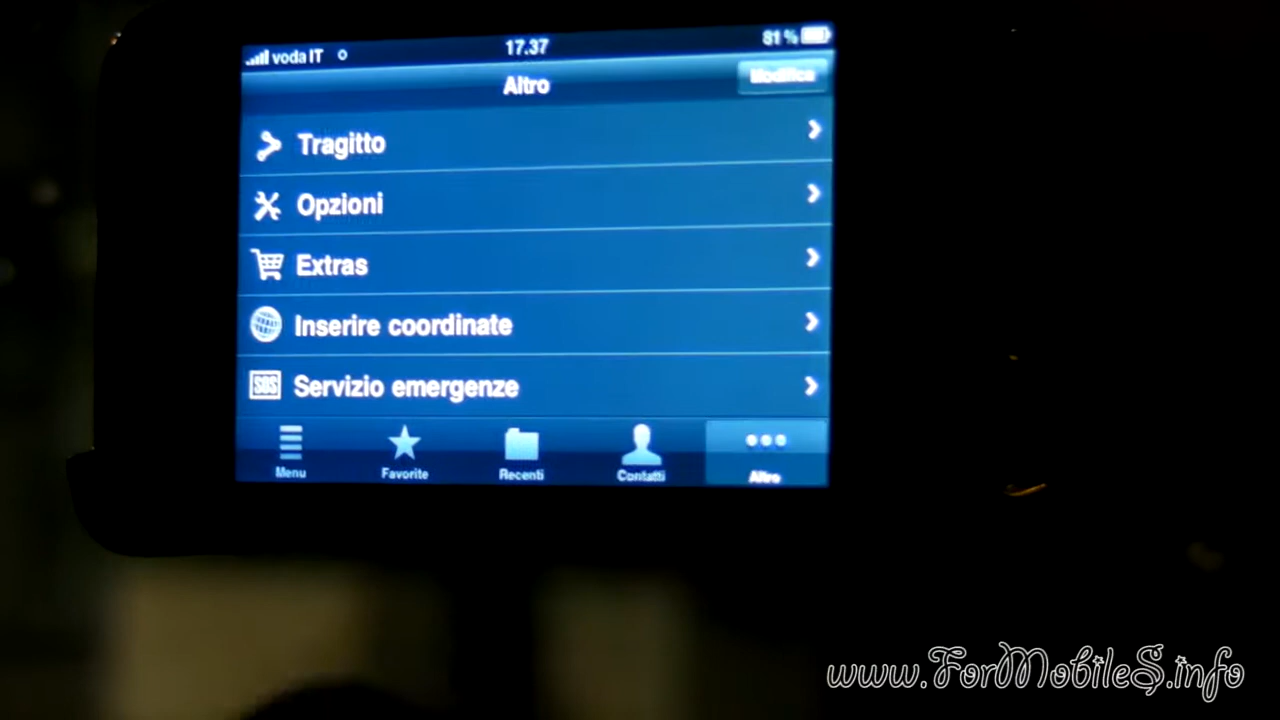 voda IT 17.37 81 %
Altro Modifica
Tragitto
Opzioni
Extras
Inserire coordinate
SOS Servizio emergenze
Menu Favorite Recenti Contatti Altro
www.ForMobileS.info